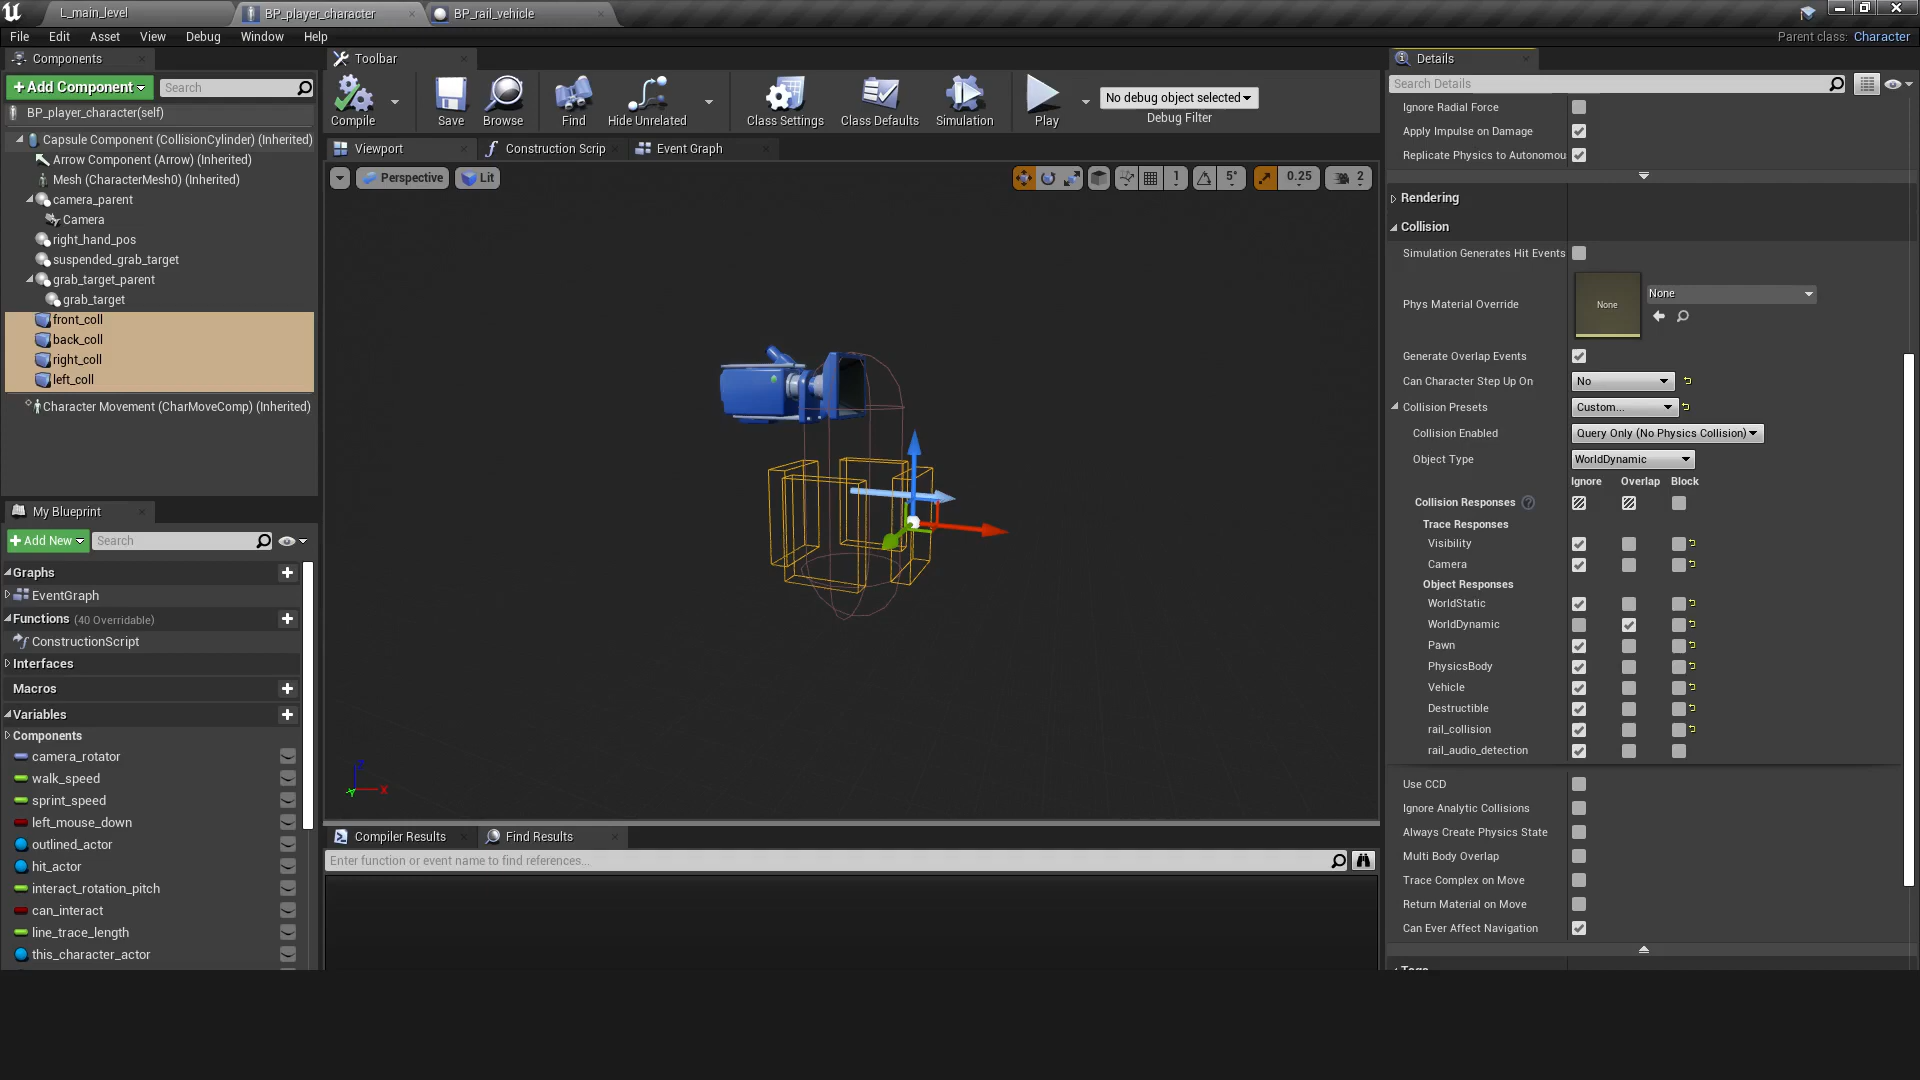 L_main_level
BP_player_character
BP_rail_vehicle
File Edit Asset View Debug Window Help
Parent class: Character
Components
+Add Component
Search
BP_player_character(self)
Capsule Component (CollisionCylinder) (Inherited)
Arrow Component (Arrow) (Inherited)
Mesh (CharacterMesh0) (Inherited)
camera_parent
Camera
right_hand_pos
suspended_grab_target
grab_target_parent
grab_target
front_coll
back_coll
right_coll
left_coll
Character Movement (CharMoveComp) (Inherited)
My Blueprint
+Add New
Search
Graphs
EventGraph
Functions (40 Overridable)
ConstructionScript
Interfaces
Macros
Variables
Components
camera_rotator
walk_speed
sprint_speed
left_mouse_down
outlined_actor
hit_actor
interact_rotation_pitch
can_interact
line_trace_length
this_character_actor
Toolbar
Compile
Save
Browse
Find
Hide Unrelated
Class Settings
Class Defaults
Simulation
Play
No debug object selected
Debug Filter
Viewport
Construction Scrip
Event Graph
Perspective
Lit
1
5°
0.25
2
Z
X
Y
Compiler Results
Find Results
Enter function or event name to find references...
Details
Search Details
Ignore Radial Force
Apply Impulse on Damage
Replicate Physics to Autonomou
Rendering
Collision
Simulation Generates Hit Events
Phys Material Override
None
None
Generate Overlap Events
Can Character Step Up On
No
Collision Presets
Custom...
Collision Enabled
Query Only (No Physics Collision)
Object Type
WorldDynamic
Ignore Overlap Block
Collision Responses ?
Trace Responses
Visibility
Camera
Object Responses
WorldStatic
WorldDynamic
Pawn
PhysicsBody
Vehicle
Destructible
rail_collision
rail_audio_detection
Use CCD
Ignore Analytic Collisions
Always Create Physics State
Multi Body Overlap
Trace Complex on Move
Return Material on Move
Can Ever Affect Navigation
Tags